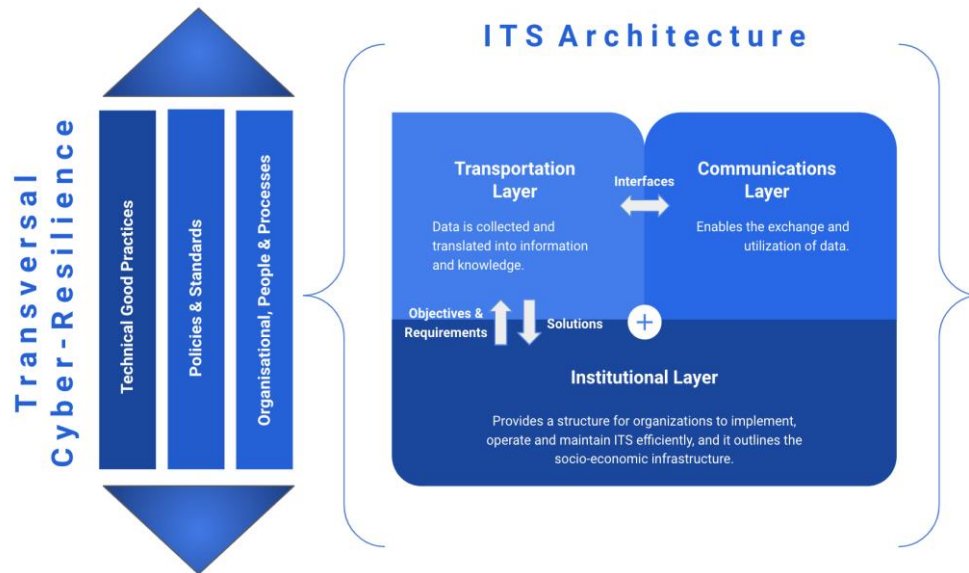 Transversal
Cyber-Resilience
Technical Good Practices
Policies & Standards
Organisational, People & Processes
ITS Architecture
Transportation
Layer
Data is collected and
translated into information
and knowledge.
Interfaces
Communications
Layer
Enables the exchange and
utilization of data.
Objectives &
Requirements
Solutions
+
Institutional Layer
Provides a structure for organizations to implement,
operate and maintain ITS efficiently, and it outlines the
socio-economic infrastructure.